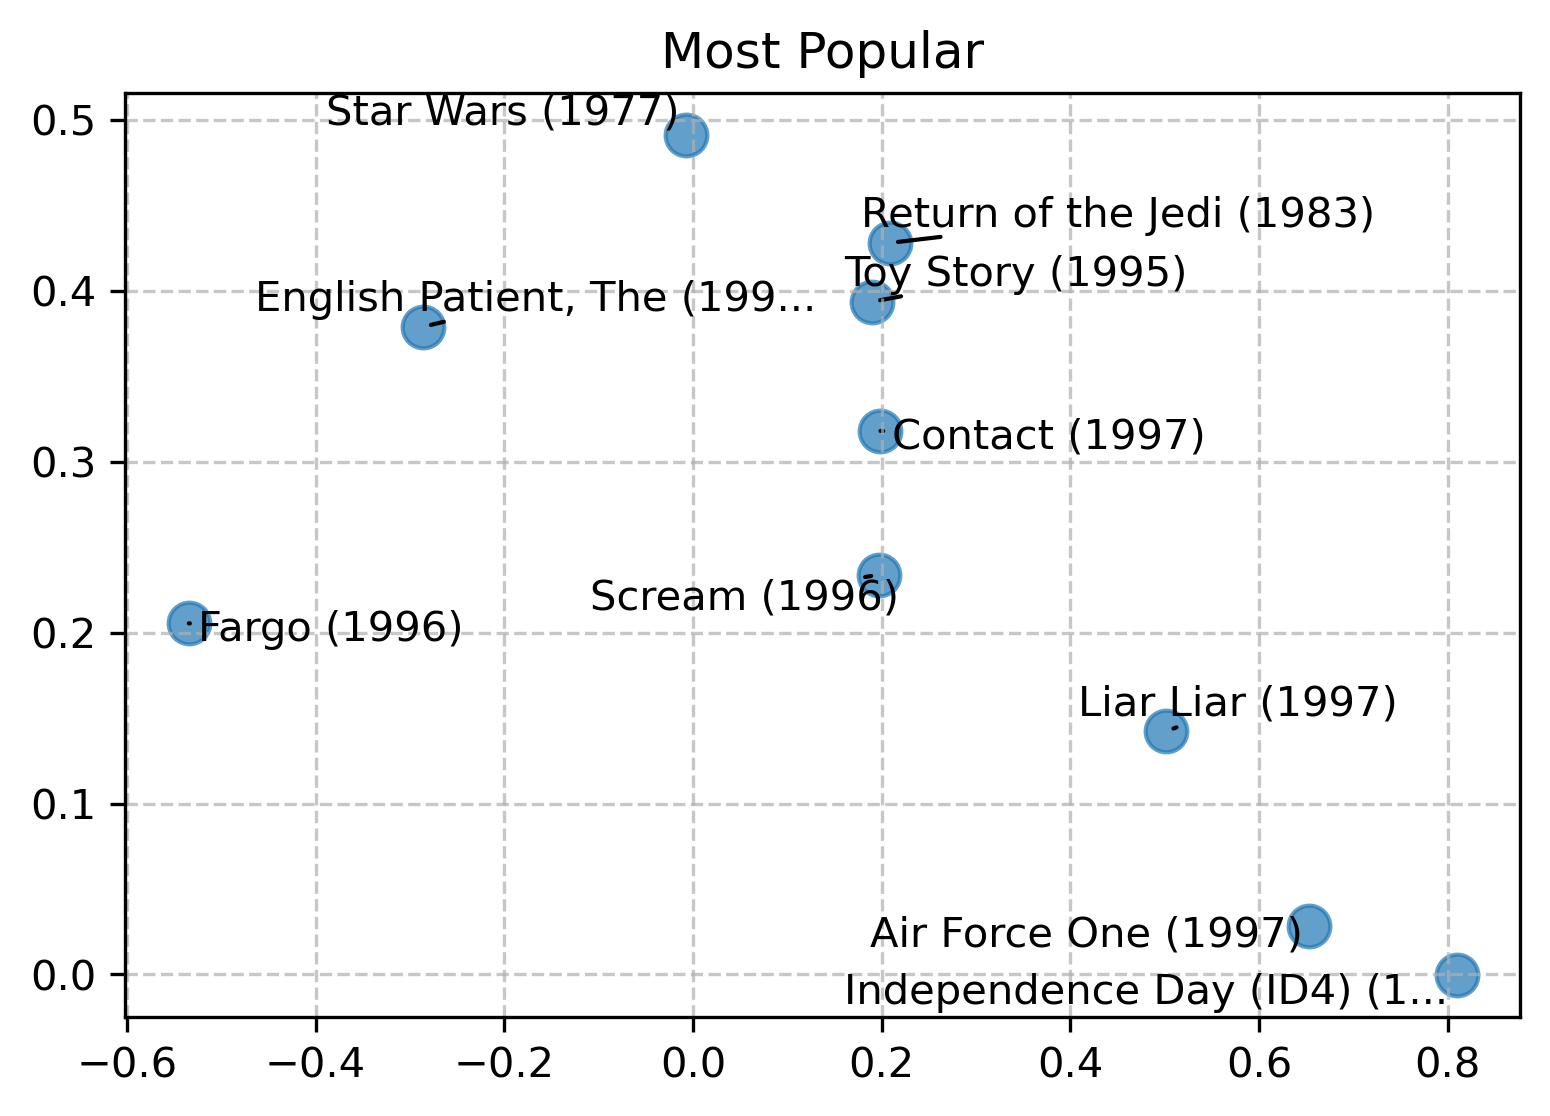 Most Popular
0.5
Star Wars (1977)
Return of the Jedi (1983)
Toy Story (1995)
0.4
English Patient, The (199...
Contact (1997)
0.3
Scream (1996)
Fargo (1996)
0.2
Liar Liar (1997)
0.1
Air Force One (1997)
0.0
Independence Day (ID4) (1...
−0.6 −0.4 −0.2 0.0 0.2 0.4 0.6 0.8